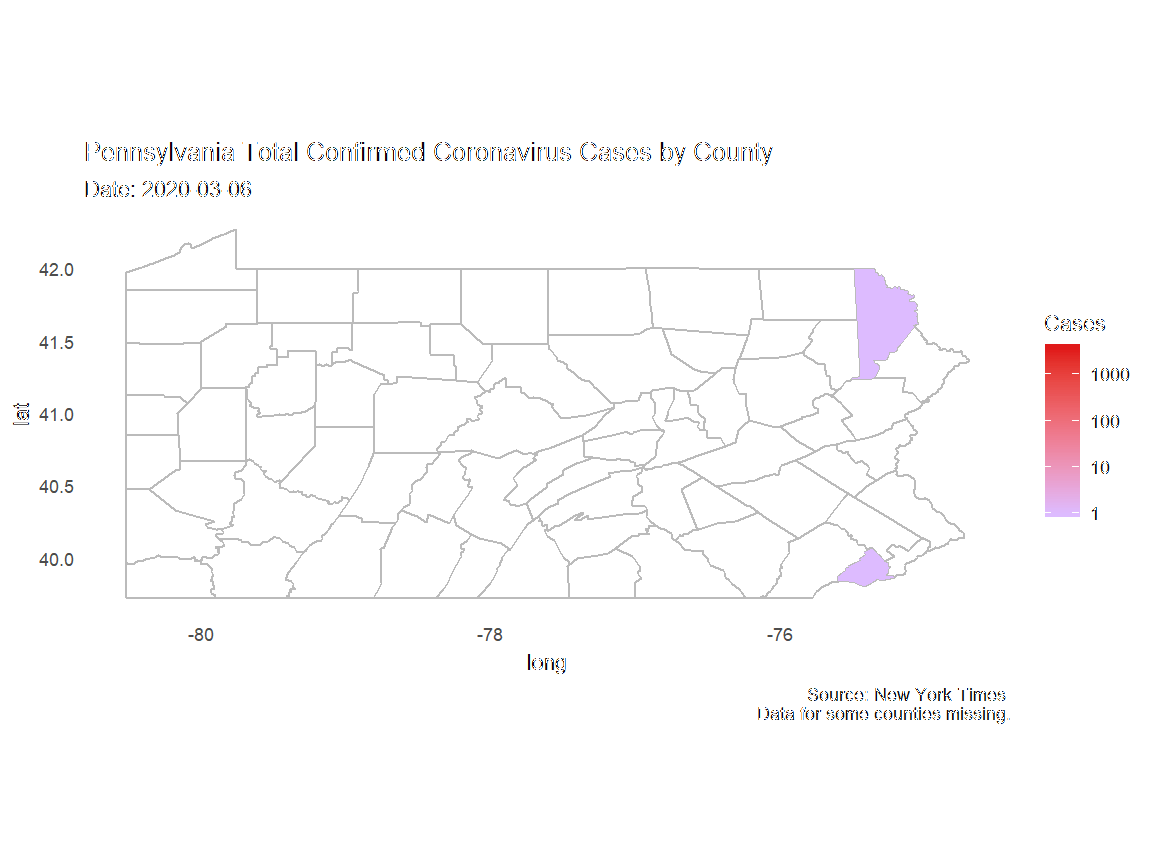 Pennsylvania Total Confirmed Coronavirus Cases by County
Date: 2020-03-06
42.0
41.5
41.0
40.5
40.0
lat
-80
-78
-76
long
Cases
1000
100
10
1
Source: New York Times
Data for some counties missing.